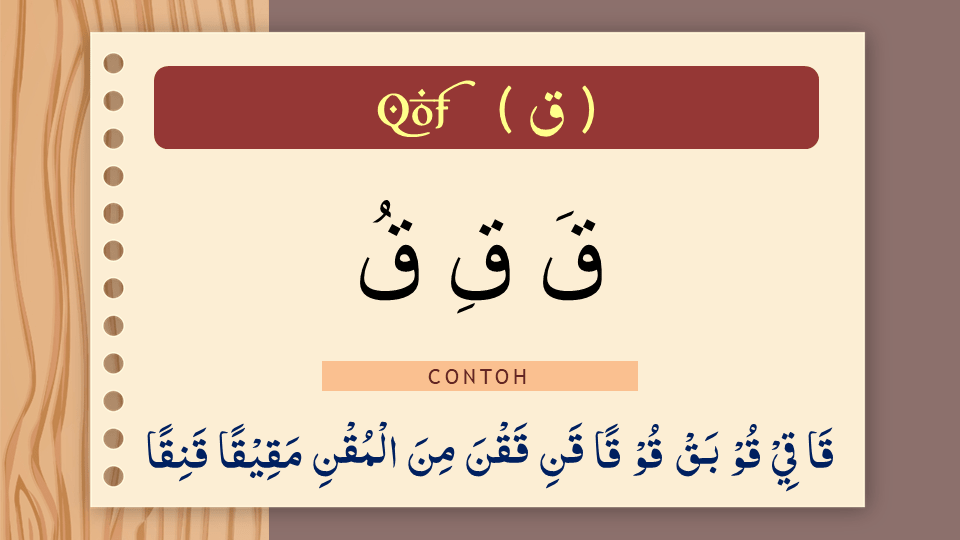 Qof ( ق )
قَ قِ قُ
CONTOH
قَا قِيْ قُوْ بَقْ قُوْ قًا قَنِ قَقْنَ مِنَ الْمُقْنِ مَقِيْقًا قَنِقًا